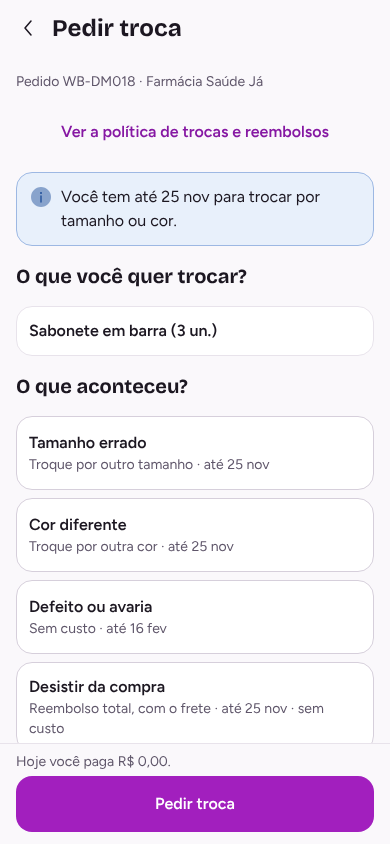 Pedir troca
Pedido WB-DM018 · Farmácia Saúde Já
Ver a política de trocas e reembolsos
Você tem até 25 nov para trocar por
tamanho ou cor.
O que você quer trocar?
Sabonete em barra (3 un.)
O que aconteceu?
Tamanho errado
Troque por outro tamanho · até 25 nov
Cor diferente
Troque por outra cor · até 25 nov
Defeito ou avaria
Sem custo · até 16 fev
Desistir da compra
Reembolso total, com o frete · até 25 nov · sem
custo
Hoje você paga R$ 0,00.
Pedir troca